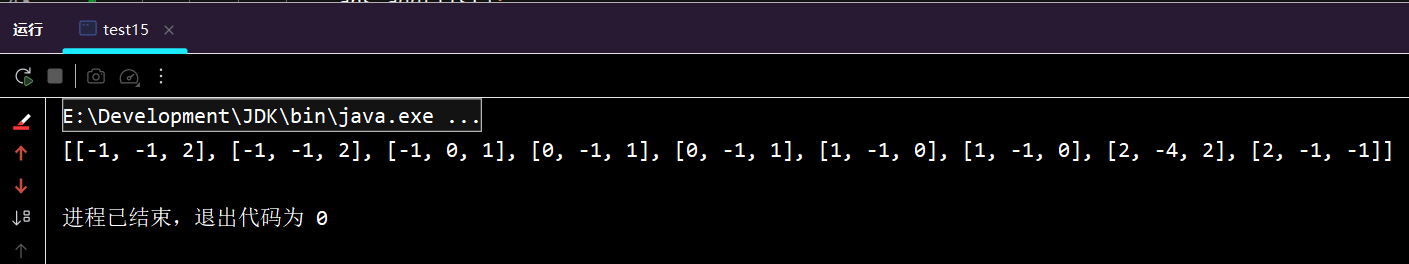 运行 test15
E:\Development\JDK\bin\java.exe ...
[[-1, -1, 2], [-1, -1, 2], [-1, 0, 1], [0, -1, 1], [0, -1, 1], [1, -1, 0], [1, -1, 0], [2, -4, 2], [2, -1, -1]]
进程已结束，退出代码为 0